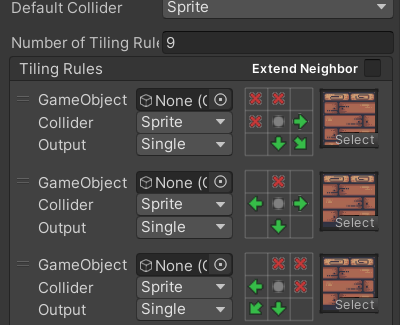 Default Collider Sprite
Number of Tiling Rule 9
Tiling Rules Extend Neighbor
GameObject None (
Collider Sprite
Output Single
Select
GameObject None (
Collider Sprite
Output Single
Select
GameObject None (
Collider Sprite
Output Single
Select